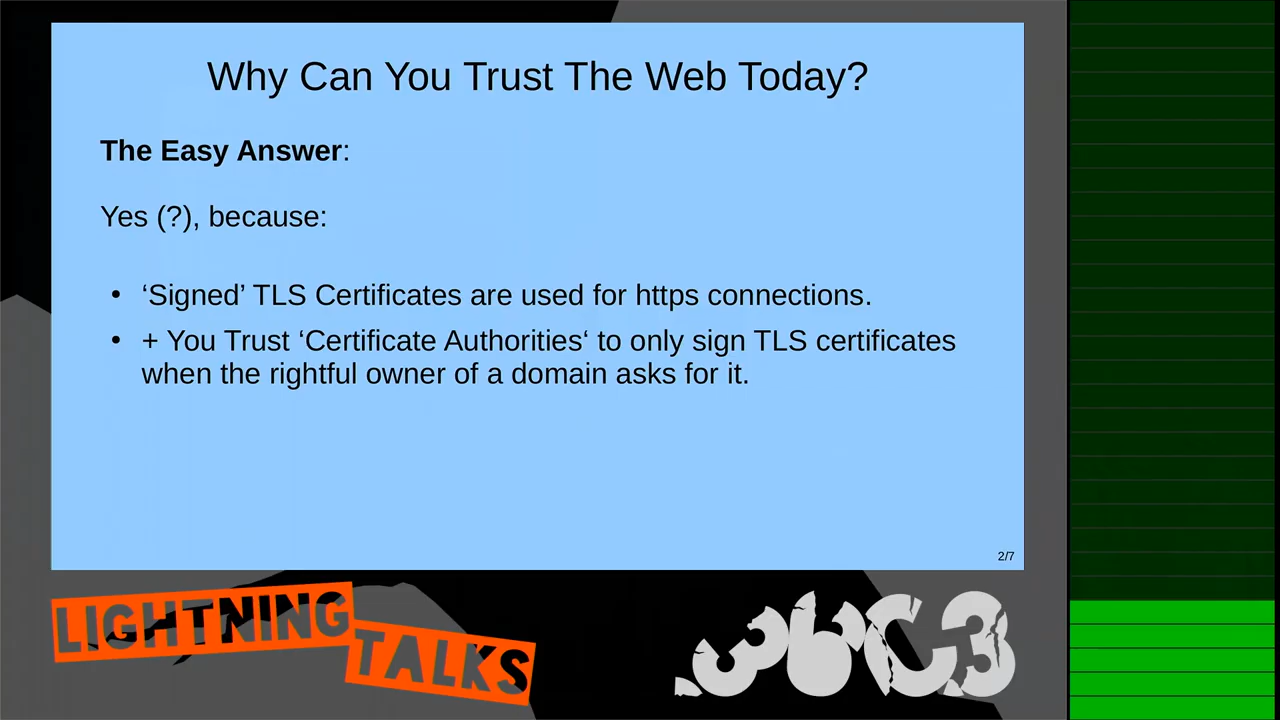 Why Can You Trust The Web Today?
The Easy Answer:
Yes (?), because:
• ‘Signed’ TLS Certificates are used for https connections.
• + You Trust ‘Certificate Authorities‘ to only sign TLS certificates
when the rightful owner of a domain asks for it.
2/7
LIGHTNING
TALKS
.36C3